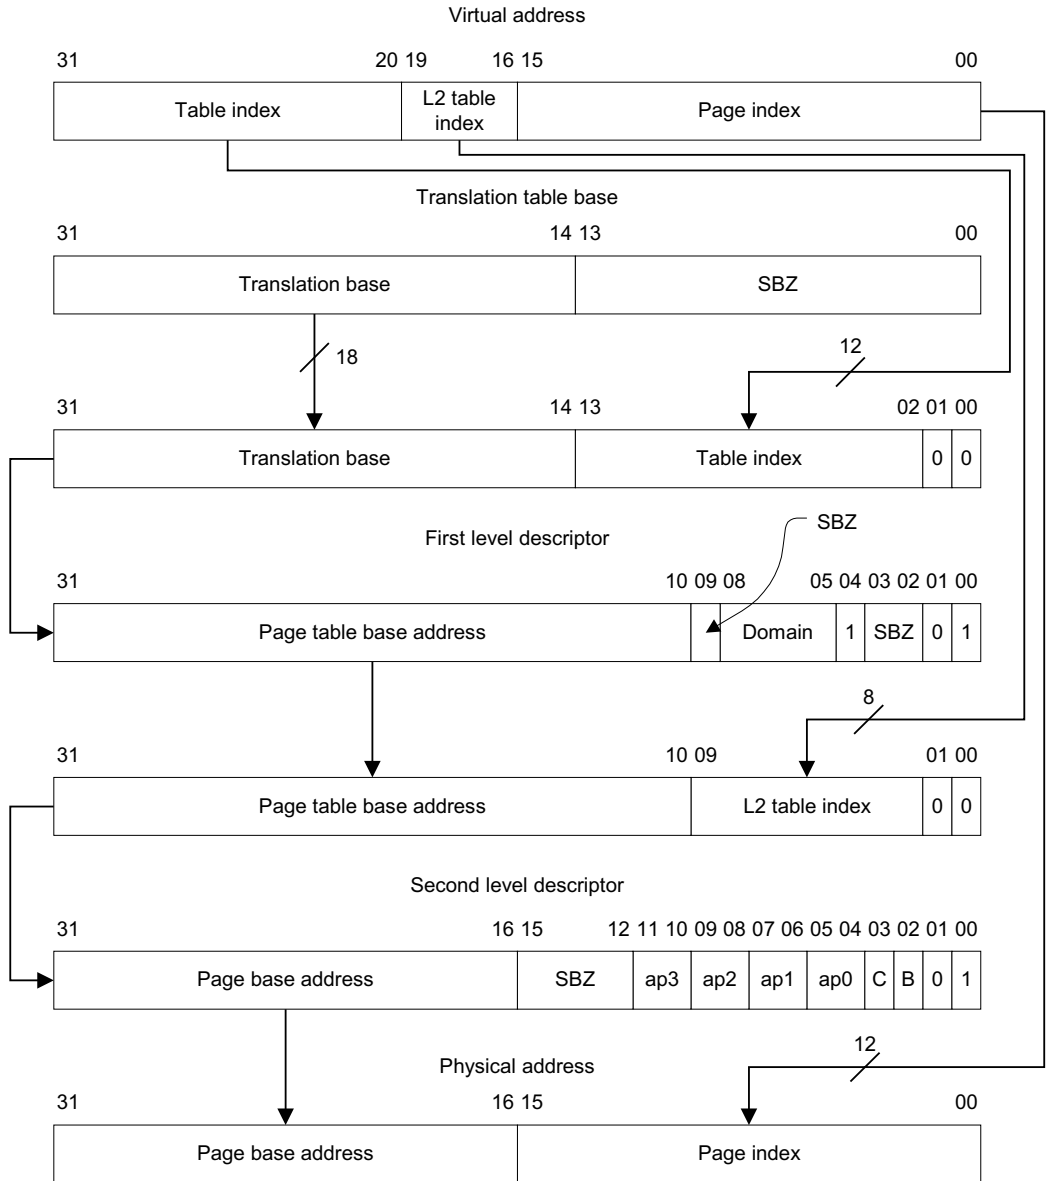 Virtual address
31 20 19 16 15 00
Table index L2 table index Page index
Translation table base
31 14 13 00
Translation base SBZ
18
12
31 14 13 02 01 00
Translation base Table index 0 0
SBZ
First level descriptor
31 10 09 08 05 04 03 02 01 00
Page table base address Domain 1 SBZ 0 1
8
31 10 09 01 00
Page table base address L2 table index 0 0
Second level descriptor
31 16 15 12 11 10 09 08 07 06 05 04 03 02 01 00
Page base address SBZ ap3 ap2 ap1 ap0 C B 0 1
12
Physical address
31 16 15 00
Page base address Page index